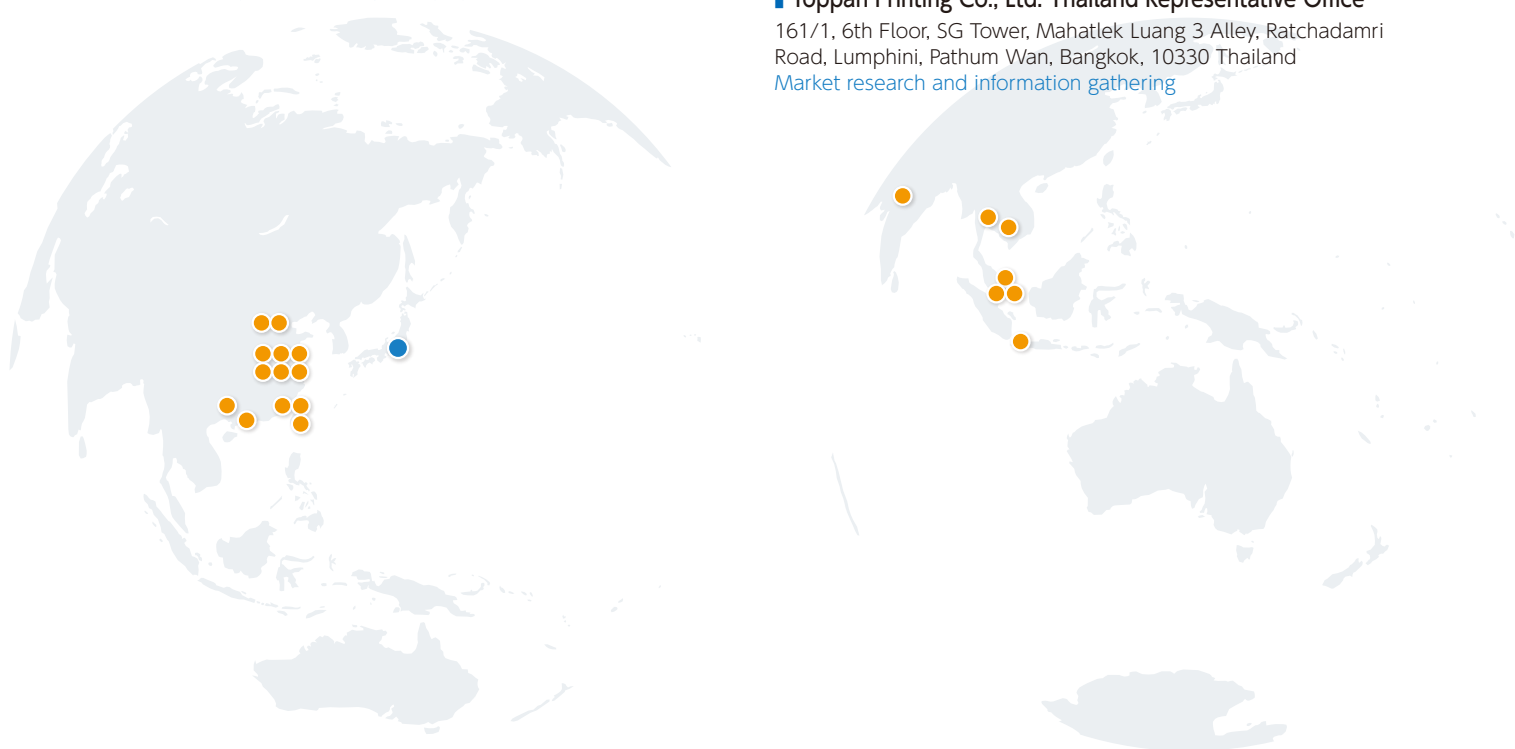 Toppan Printing Co., Ltd. Thailand Representative Office
161/1, 6th Floor, SG Tower, Mahatlek Luang 3 Alley, Ratchadamri
Road, Lumphini, Pathum Wan, Bangkok, 10330 Thailand
Market research and information gathering